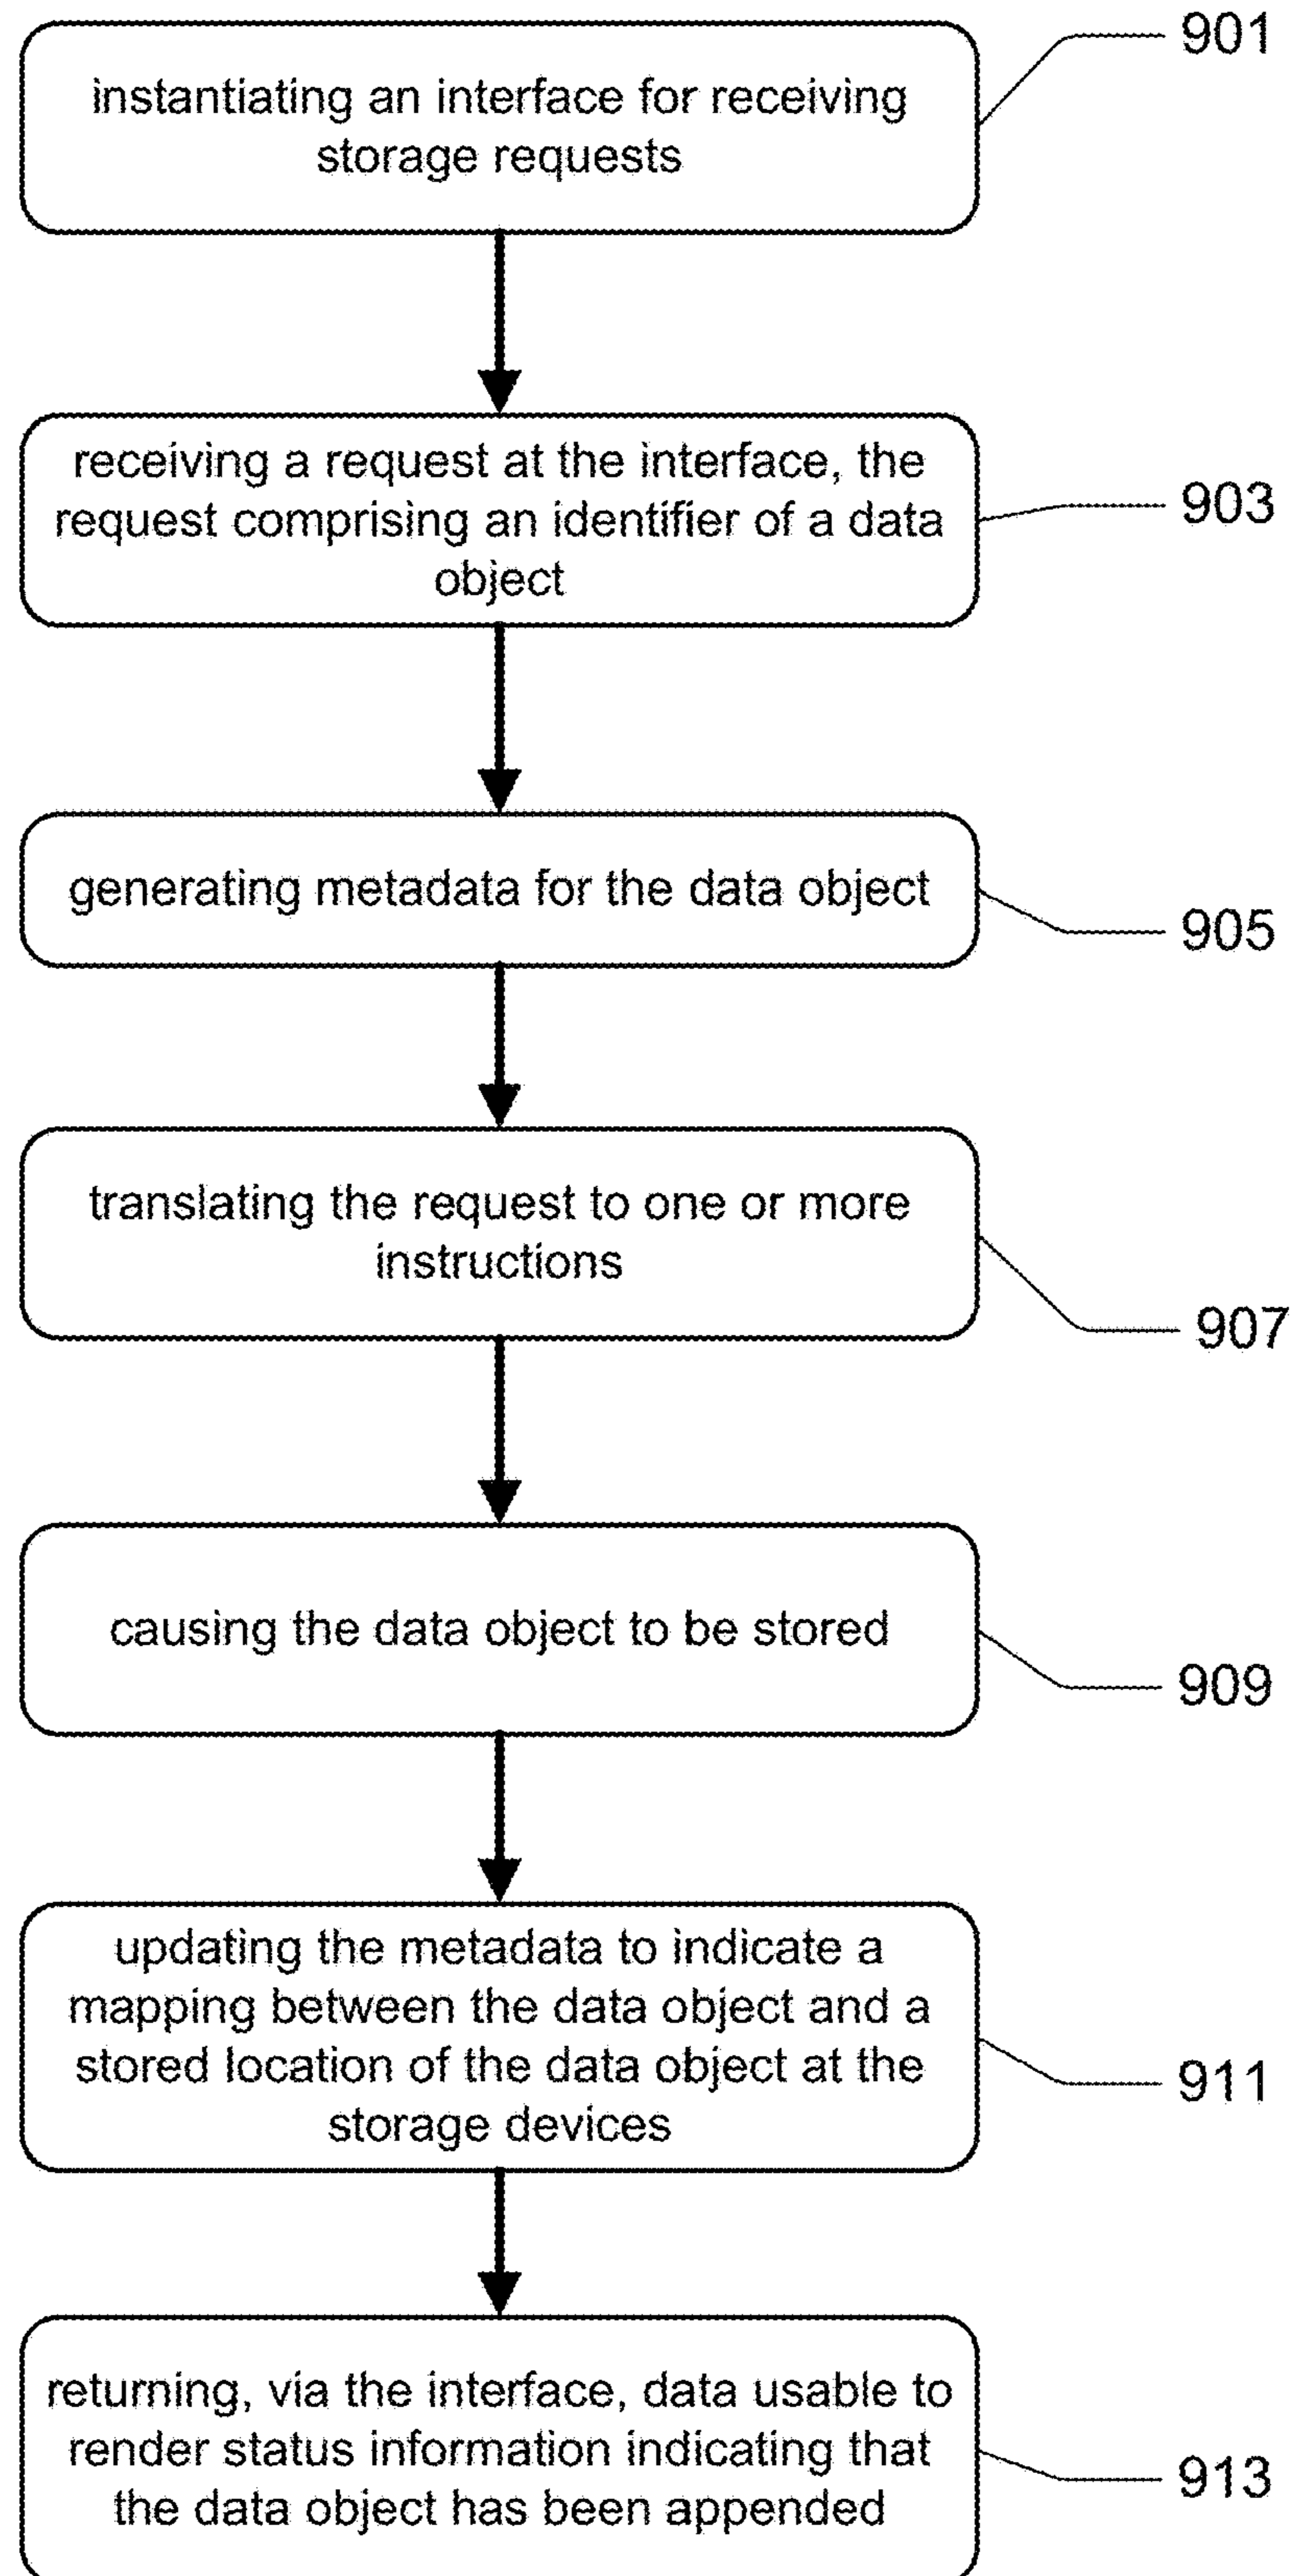 instantiating an interface for receiving
storage requests
901
receiving a request at the interface, the
request comprising an identifier of a data
object
903
generating metadata for the data object
905
translating the request to one or more
instructions
907
causing the data object to be stored
909
updating the metadata to indicate a
mapping between the data object and a
stored location of the data object at the
storage devices
911
returning, via the interface, data usable to
render status information indicating that
the data object has been appended
913